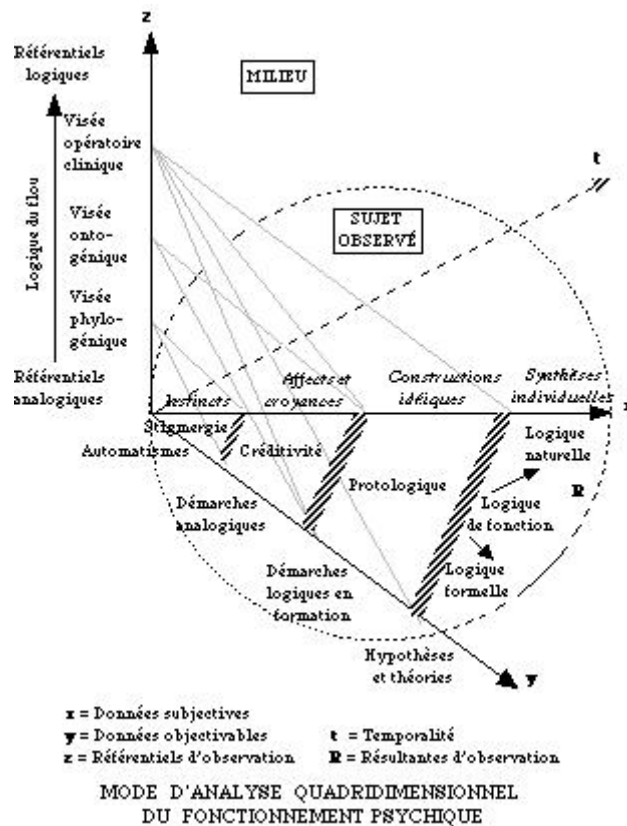 z
Référentiels
logiques
MILIEU
Visée
opératoire
clinique
t
Logique du flou
SUJET
OBSERVÉ
Visée
onto-
génique
Visée
phylo-
génique
Référentiels
analogiques
Instincts
Affects et
croyances
Constructions
idéiques
Synthèses
individuelles
x
Stigmergie
Automatismes
Créditivité
Logique
naturelle
Protologique
R
Démarches
analogiques
Logique
de fonction
Démarches
logiques en
formation
Logique
formelle
Hypothèses
et théories
y
x = Données subjectives
y = Données objectivables
t = Temporalité
z = Référentiels d'observation
R = Résultantes d'observation
MODE D'ANALYSE QUADRIDIMENSIONNEL
DU FONCTIONNEMENT PSYCHIQUE